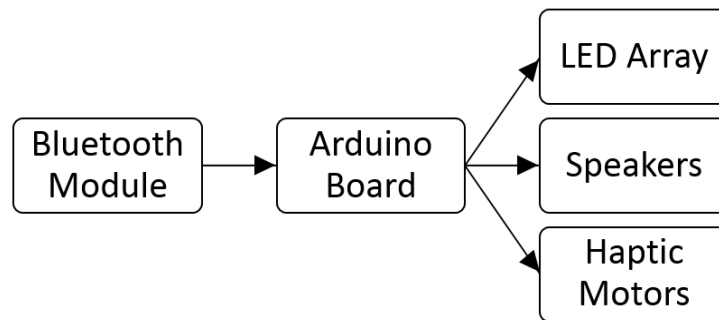 Bluetooth
Module
Arduino
Board
LED Array
Speakers
Haptic
Motors